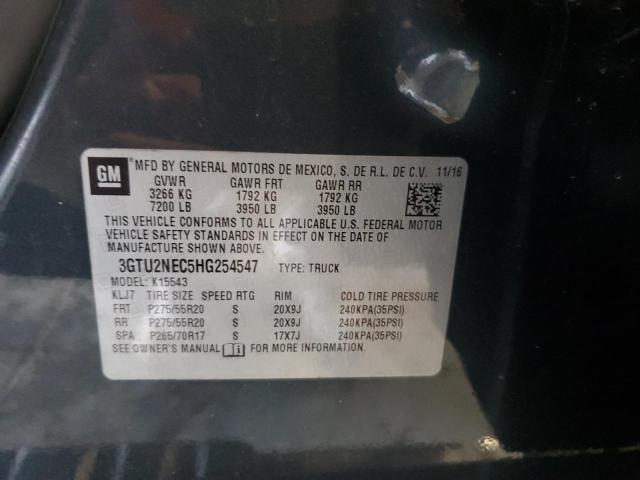 GM
MFD BY GENERAL MOTORS DE MEXICO, S. DE R.L. DE C.V. 11/16
GVWR GAWR FRT GAWR RR
3266 KG 1792 KG 1792 KG
7200 LB 3950 LB 3950 LB
THIS VEHICLE CONFORMS TO ALL APPLICABLE U.S. FEDERAL MOTOR
VEHICLE SAFETY STANDARDS IN EFFECT ON THE DATE OF
MANUFACTURE SHOWN ABOVE.
3GTU2NEC5HG254547 TYPE: TRUCK
MODEL: K15543
KLJ7 TIRE SIZE SPEED RTG RIM COLD TIRE PRESSURE
FRT P275/55R20 S 20X9J 240KPA(35PSI)
RR P275/55R20 S 20X9J 240KPA(35PSI)
SPA P265/70R17 S 17X7J 240KPA(35PSI)
SEE OWNER'S MANUAL FOR MORE INFORMATION.